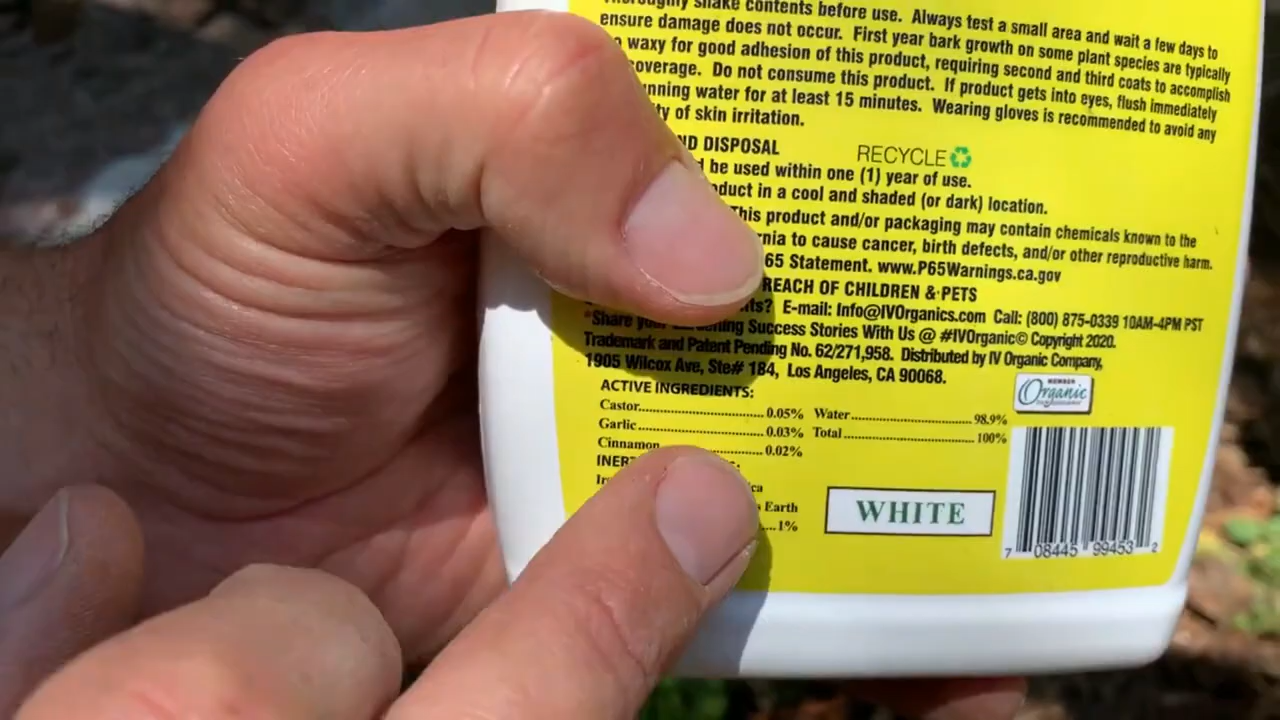 Thoroughly shake contents before use. Always test a small area and wait a few days to
ensure damage does not occur. First year bark growth on some plant species are typically
waxy for good adhesion of this product, requiring second and third coats to accomplish
coverage. Do not consume this product. If product gets into eyes, flush immediately
water for at least 15 minutes. Wearing gloves is recommended to avoid any
of skin irritation.
DISPOSAL
RECYCLE
be used within one (1) year of use.
in a cool and shaded (or dark) location.
This product and/or packaging may contain chemicals known to the
to cause cancer, birth defects, and/or other reproductive harm.
65 Statement. www.P65Warnings.ca.gov
REACH OF CHILDREN & PETS
E-mail: Info@IVOrganics.com Call: (800) 875-0339 10AM-4PM PST
*Share your Gardening Success Stories With Us @ #IVOrganic© Copyright 2020.
Trademark and Patent Pending No. 62/271,958. Distributed by IV Organic Company,
1905 Wilcox Ave, Ste# 184, Los Angeles, CA 90068.
MEMBER
Organic
ACTIVE INGREDIENTS:
Castor..............................0.05% Water..............................98.9%
Garlic..............................0.03% Total..............................100%
Cinnamon..............................0.02%
Earth
1%
WHITE
7 08445 99453 2